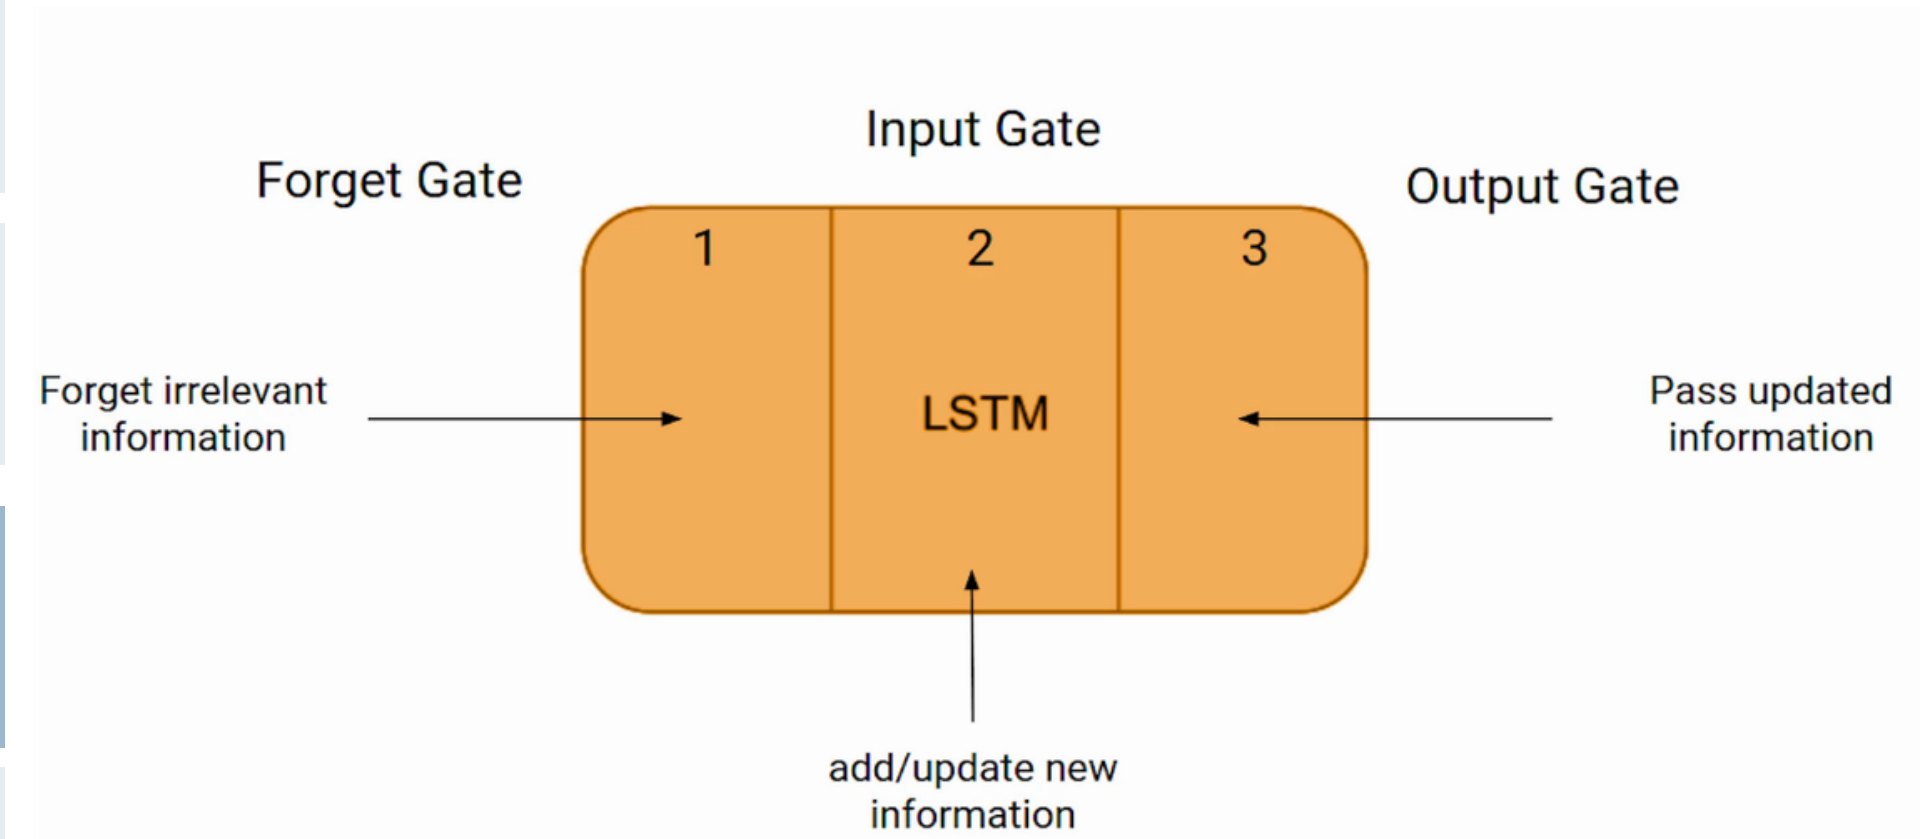 Input Gate
Forget Gate
Output Gate
1
2
3
Forget irrelevant
information
LSTM
Pass updated
information
add/update new
information